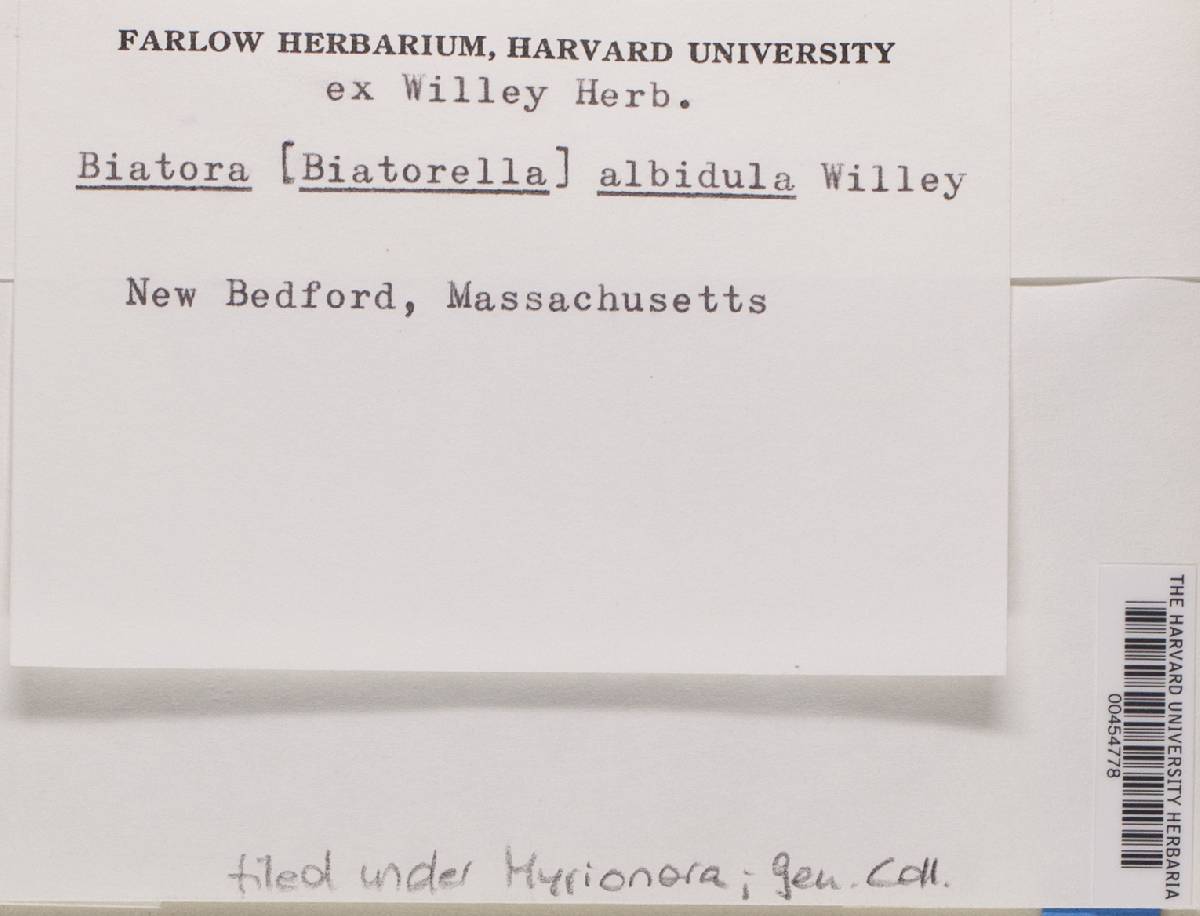 FARLOW HERBARIUM, HARVARD UNIVERSITY
ex Willey Herb.
Biatora [Biatorella] albidula Willey
New Bedford, Massachusetts
THE HARVARD UNIVERSITY HERBARIA
00454778
filed under Myrionora; gen. Coll.